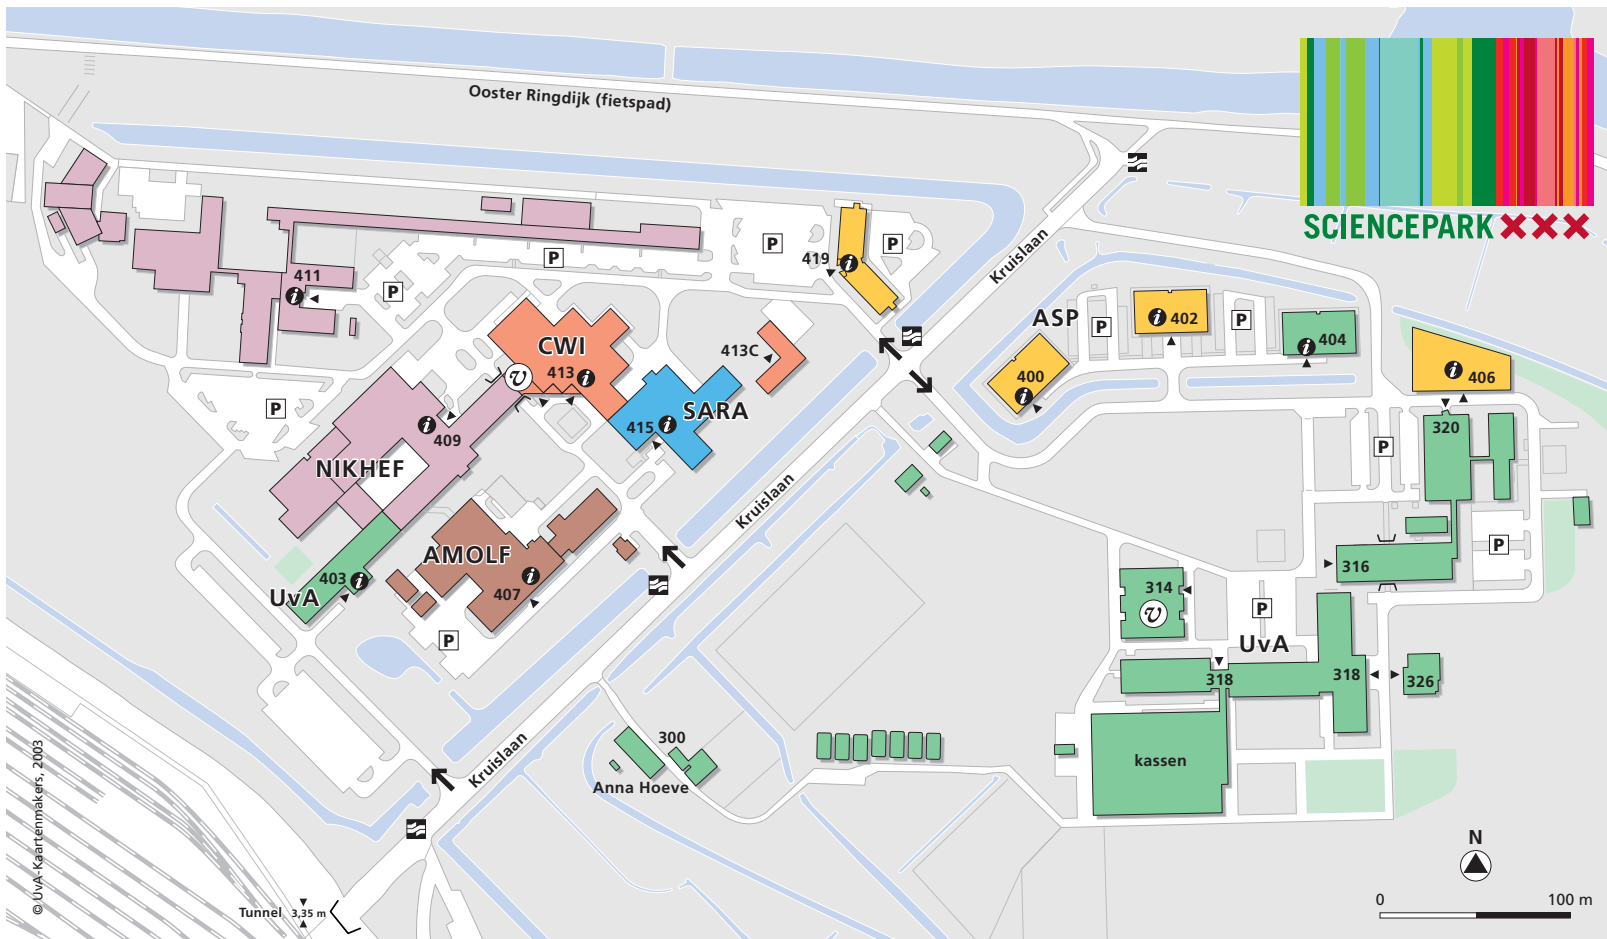 Ooster Ringdijk (fietspad)
SCIENCEPARK
Kruislaan
P
P
419
i
411
i
P
P
ASP
P
i 402
P
404
i
CWI
413
i
413C
400
i
i 406
v
SARA
415 i
P
i
409
NIKHEF
320
P
Kruislaan
AMOLF
403 i
UvA
407
i
P
P
316
314
v
P
UvA
318
318
326
300
Anna Hoeve
Kruislaan
kassen
© UvA-Kaartenmakers, 2003
Tunnel 3,35 m
N
0 100 m